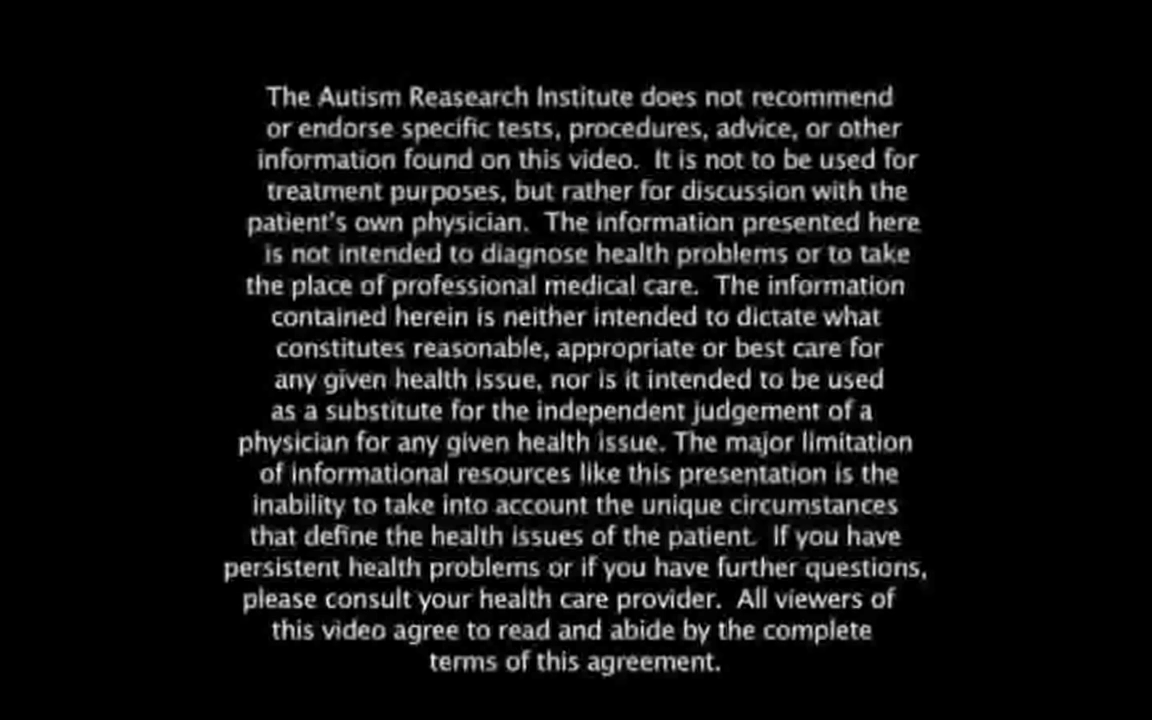 The Autism Reasearch Institute does not recommend
or endorse specific tests, procedures, advice, or other
information found on this video.  It is not to be used for
treatment purposes, but rather for discussion with the
patient's own physician.  The information presented here
is not intended to diagnose health problems or to take
the place of professional medical care.  The information
contained herein is neither intended to dictate what
constitutes reasonable, appropriate or best care for
any given health issue, nor is it intended to be used
as a substitute for the independent judgement of a
physician for any given health issue. The major limitation
of informational resources like this presentation is the
inability to take into account the unique circumstances
that define the health issues of the patient.  If you have
persistent health problems or if you have further questions,
please consult your health care provider.  All viewers of
this video agree to read and abide by the complete
terms of this agreement.